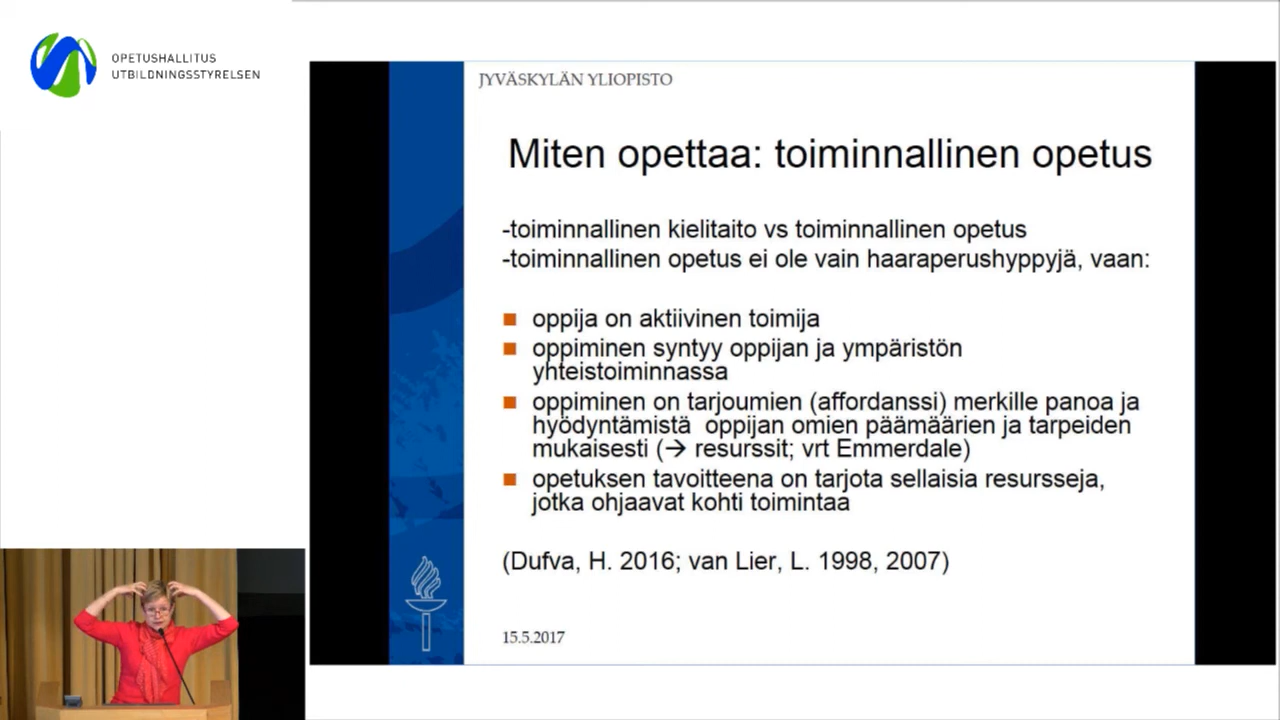 OPETUSHALLITUS
UTBILDNINGSSTYRELSEN
JYVÄSKYLÄN YLIOPISTO
Miten opettaa: toiminnallinen opetus
-toiminnallinen kielitaito vs toiminnallinen opetus
-toiminnallinen opetus ei ole vain haaraperushyppyjä, vaan:
oppija on aktiivinen toimija
oppiminen syntyy oppijan ja ympäristön
yhteistoiminnassa
oppiminen on tarjoumien (affordanssi) merkille panoa ja
hyödyntämistä oppijan omien päämäärien ja tarpeiden
mukaisesti (→ resurssit; vrt Emmerdale)
opetuksen tavoitteena on tarjota sellaisia resursseja,
jotka ohjaavat kohti toimintaa
(Dufva, H. 2016; van Lier, L. 1998, 2007)
15.5.2017